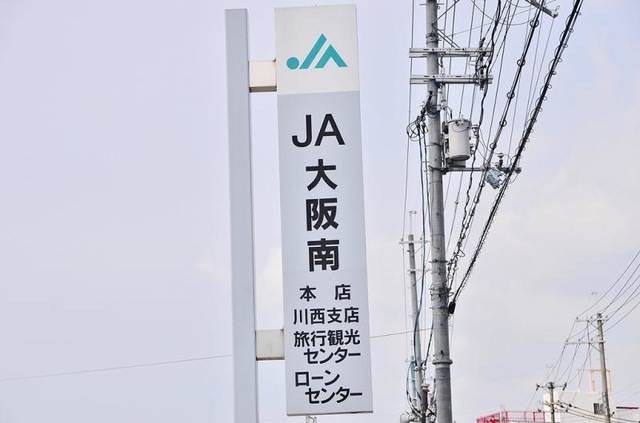 JA
大阪南
本店
川西支店
旅行観光
センター
ローン
センター